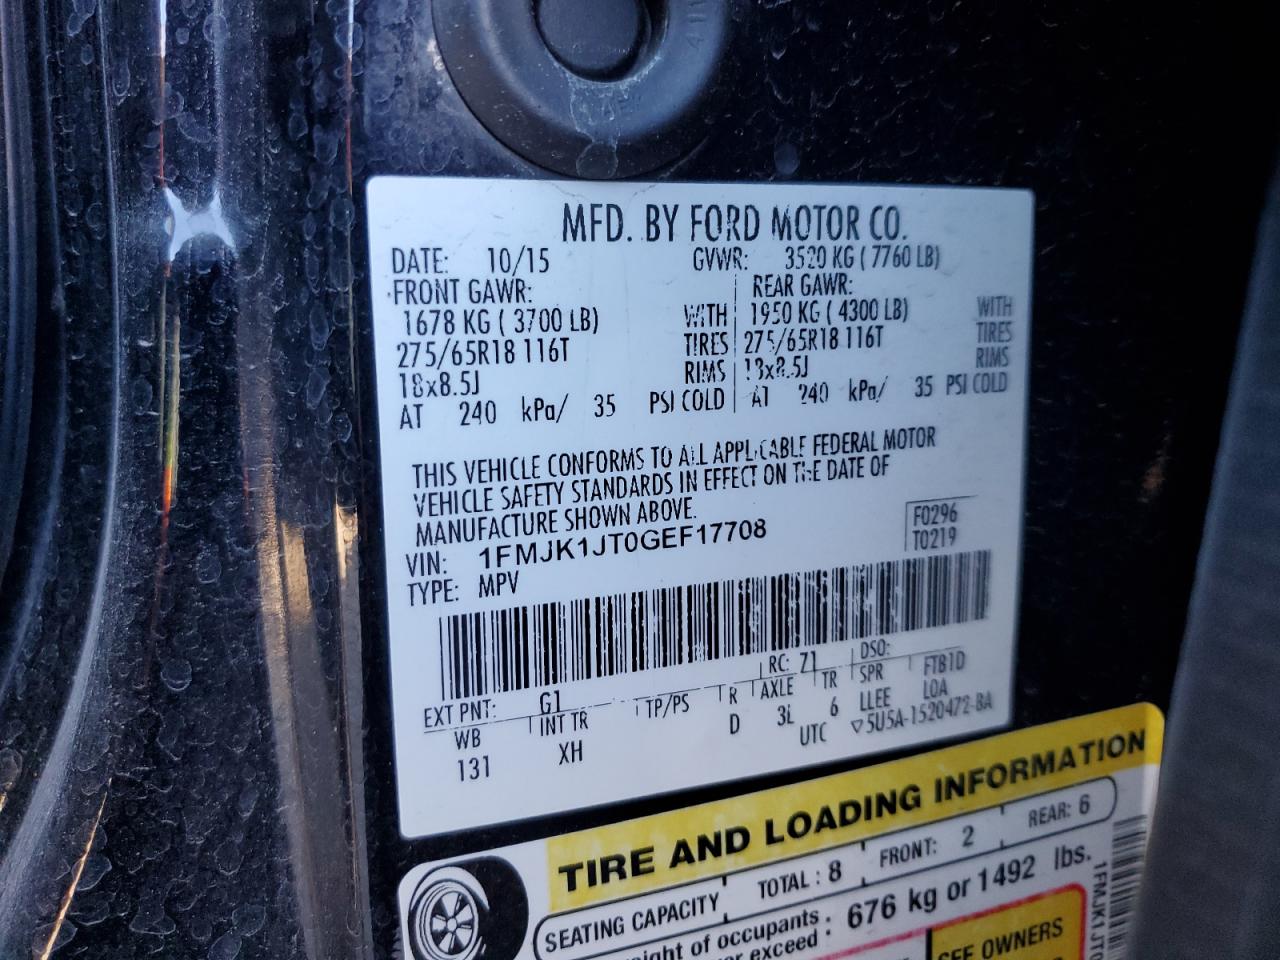 MFD. BY FORD MOTOR CO.
DATE: 10/15 GVWR: 3520 KG ( 7760 LB)
FRONT GAWR: REAR GAWR:
1678 KG ( 3700 LB) WITH 1950 KG ( 4300 LB) WITH
275/65R18 116T TIRES 275/65R18 116T TIRES
18x8.5J RIMS 18x8.5J RIMS
AT 240 kPa/ 35 PSI COLD AT 240 kPa/ 35 PSI COLD
THIS VEHICLE CONFORMS TO ALL APPLICABLE FEDERAL MOTOR
VEHICLE SAFETY STANDARDS IN EFFECT ON THE DATE OF
MANUFACTURE SHOWN ABOVE.
F0296
VIN: 1FMJK1JT0GEF17708
T0219
TYPE: MPV
EXT PNT: G1 RC: 71 DSO:
WB INT TR TP/PS R AXLE TR SPR FTB1D
131 XH D 3L 6 LLEE LOA
UTC ▽5U5A-1520472-BA
TIRE AND LOADING INFORMATION
SEATING CAPACITY TOTAL : 8 FRONT: 2 REAR: 6
of occupants : 676 kg or 1492 lbs.
exceed :
OWNERS